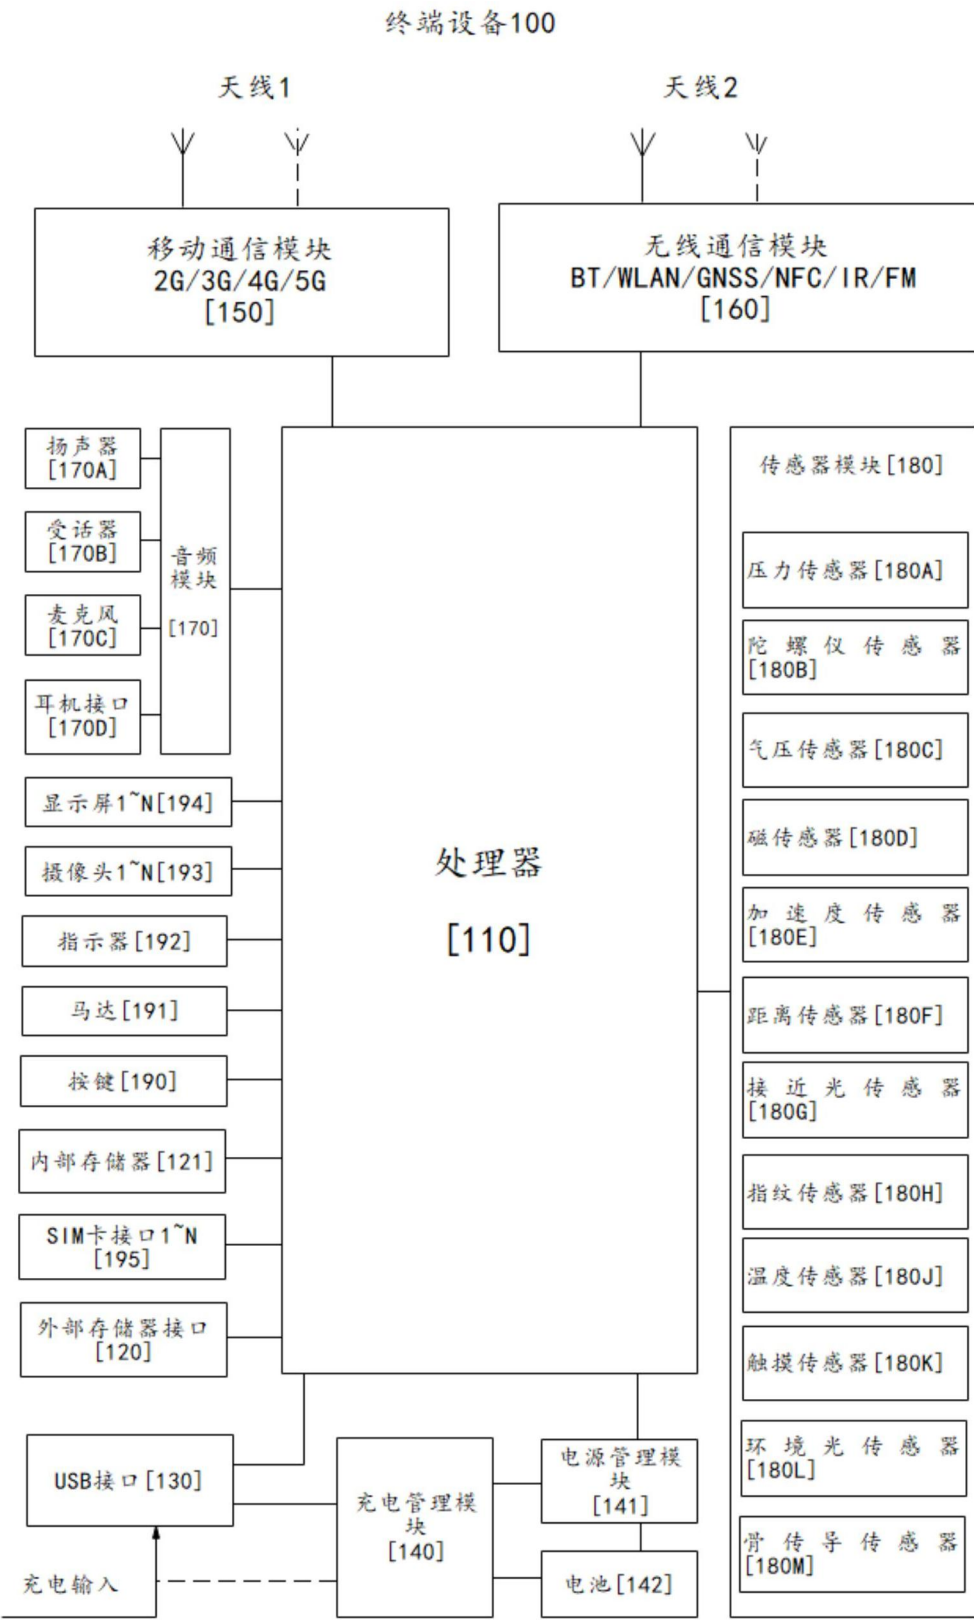 终端设备100
天线1
天线2
移动通信模块
2G/3G/4G/5G
[150]
无线通信模块
BT/WLAN/GNSS/NFC/IR/FM
[160]
扬声器
[170A]
受话器
[170B]
麦克风
[170C]
耳机接口
[170D]
音频
模块
[170]
显示屏1~N[194]
摄像头1~N[193]
指示器[192]
马达[191]
按键[190]
内部存储器[121]
SIM卡接口1~N
[195]
外部存储器接口
[120]
处理器
[110]
传感器模块[180]
压力传感器[180A]
陀螺仪传感器
[180B]
气压传感器[180C]
磁传感器[180D]
加速度传感器
[180E]
距离传感器[180F]
接近光传感器
[180G]
指纹传感器[180H]
温度传感器[180J]
触摸传感器[180K]
环境光传感器
[180L]
骨传导传感器
[180M]
USB接口[130]
充电输入
充电管理模
块
[140]
电源管理模
块
[141]
电池[142]